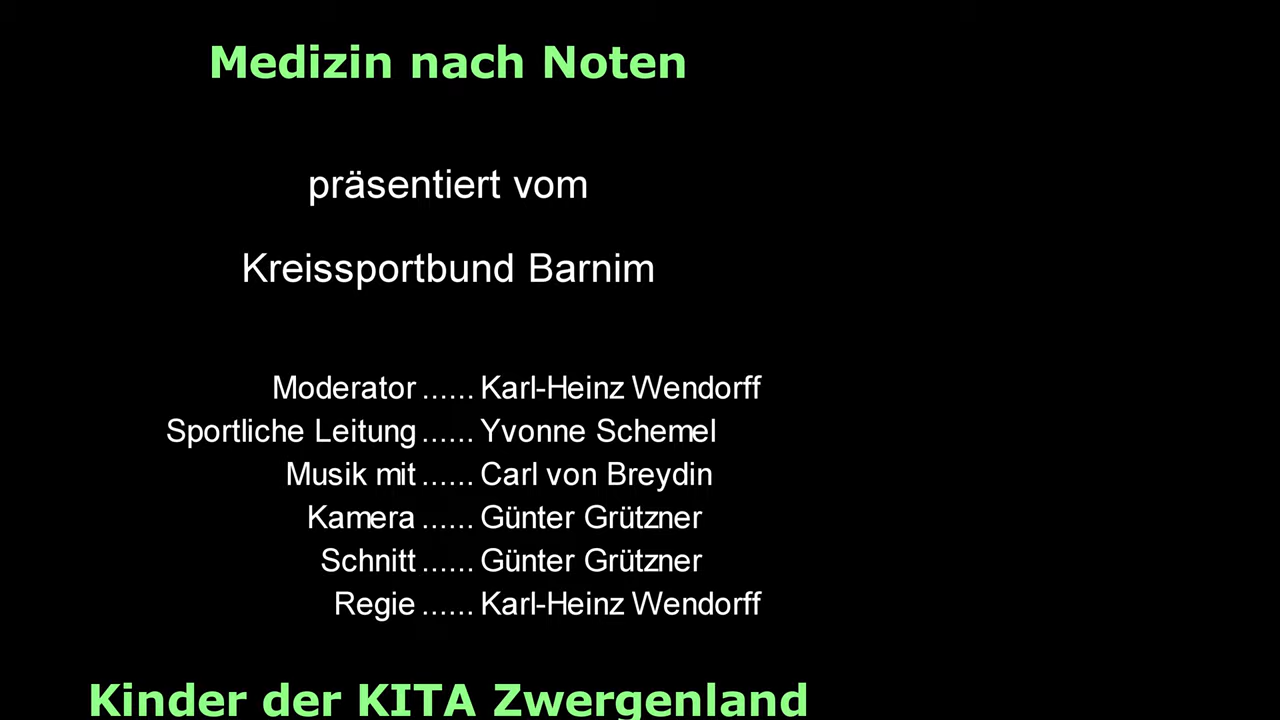 Medizin nach Noten
präsentiert vom
Kreissportbund Barnim
Moderator ...... Karl-Heinz Wendorff
Sportliche Leitung ...... Yvonne Schemel
Musik mit ...... Carl von Breydin
Kamera ...... Günter Grützner
Schnitt ...... Günter Grützner
Regie ...... Karl-Heinz Wendorff
Kinder der KITA Zwergenland